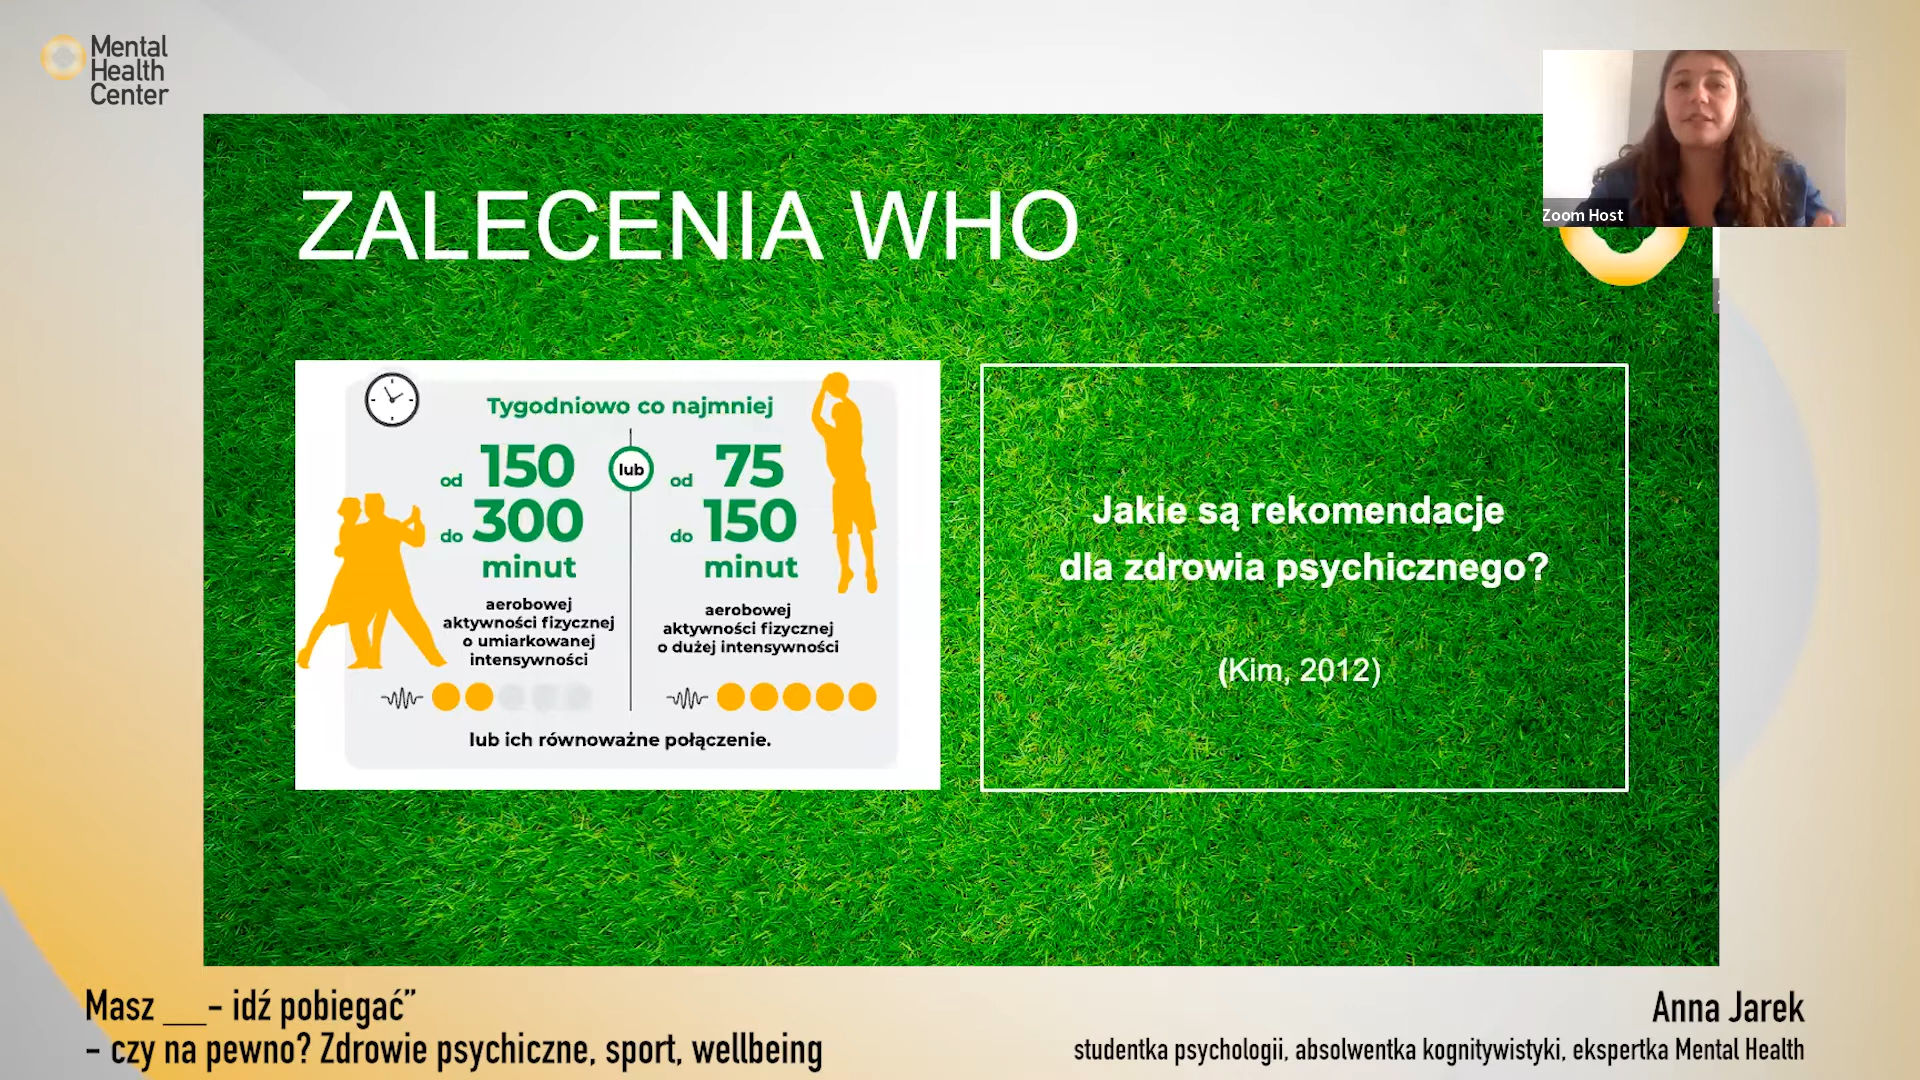 Mental
Health
Center
Zoom Host
ZALECENIA WHO
Tygodniowo co najmniej
od 150
do 300
minut
aerobowej
aktywności fizycznej
o umiarkowanej
intensywności
lub
od 75
do 150
minut
aerobowej
aktywności fizycznej
o dużej intensywności
lub ich równoważne połączenie.
Jakie są rekomendacje
dla zdrowia psychicznego?
(Kim, 2012)
Masz __- idź pobiegać”
- czy na pewno? Zdrowie psychiczne, sport, wellbeing
Anna Jarek
studentka psychologii, absolwentka kognitywistyki, ekspertka Mental Health